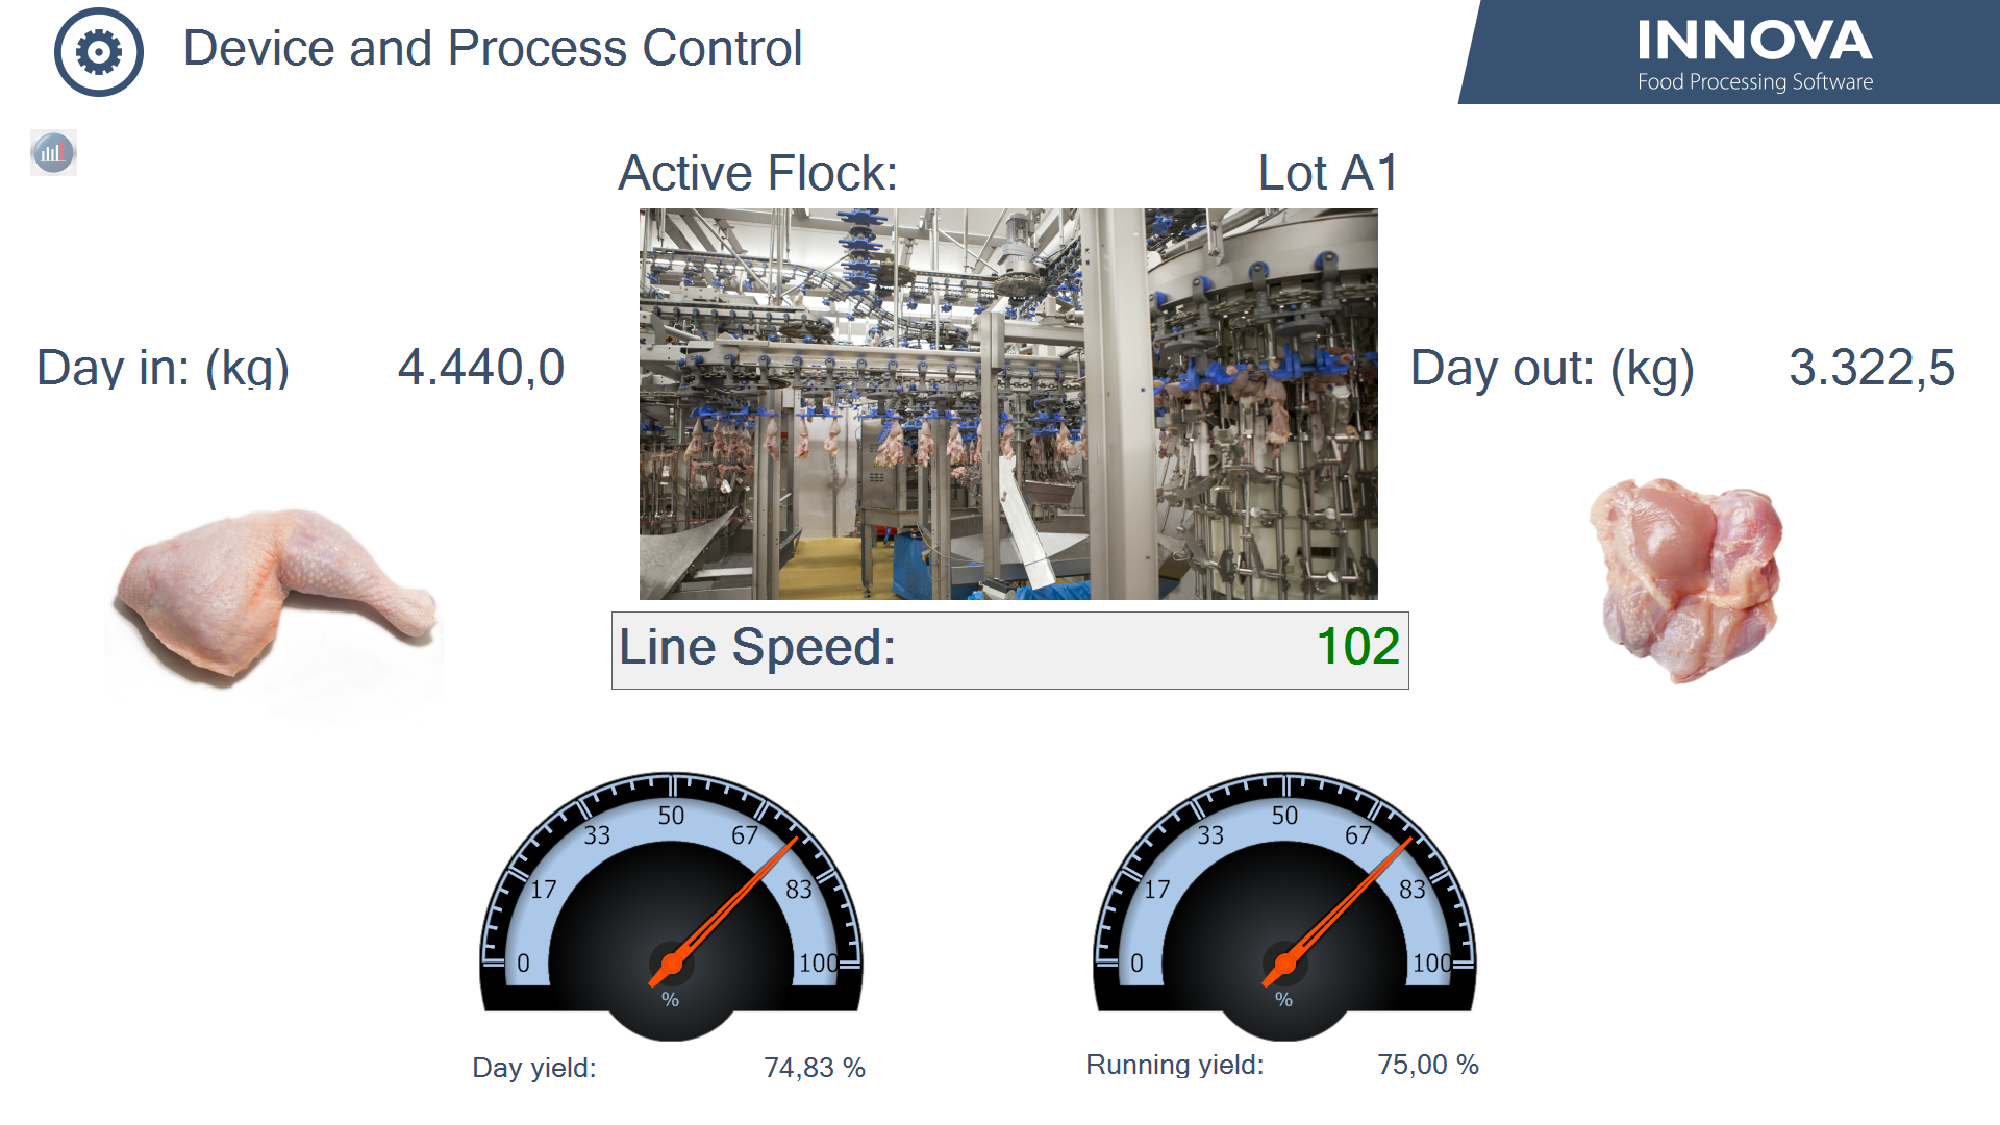 Device and Process Control
INNOVA
Food Processing Software
Active Flock: Lot A1
Day in: (kg) 4.440,0
Day out: (kg) 3.322,5
Line Speed: 102
0 17 33 50 67 83 100
%
Day yield: 74,83 %
0 17 33 50 67 83 100
%
Running yield: 75,00 %